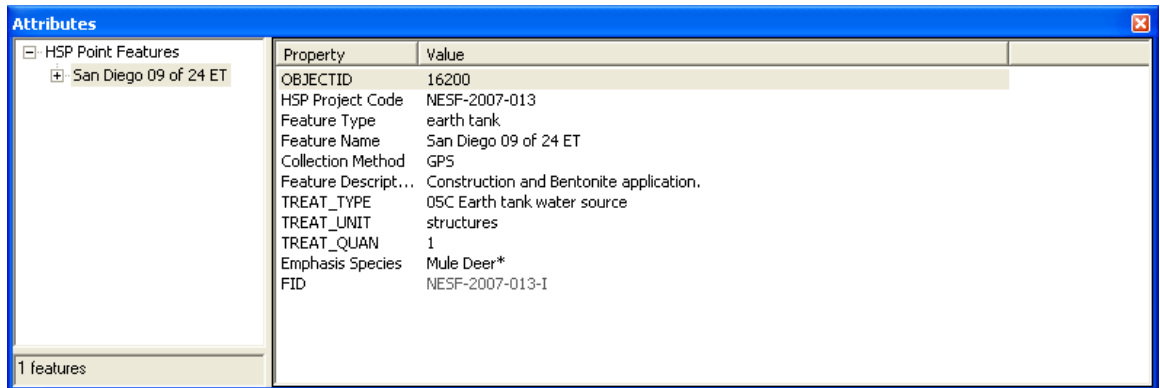 Attributes
HSP Point Features
San Diego 09 of 24 ET
1 features
Property Value
OBJECTID 16200
HSP Project Code NESF-2007-013
Feature Type earth tank
Feature Name San Diego 09 of 24 ET
Collection Method GPS
Feature Descript... Construction and Bentonite application.
TREAT_TYPE 05C Earth tank water source
TREAT_UNIT structures
TREAT_QUAN 1
Emphasis Species Mule Deer*
FID NESF-2007-013-I